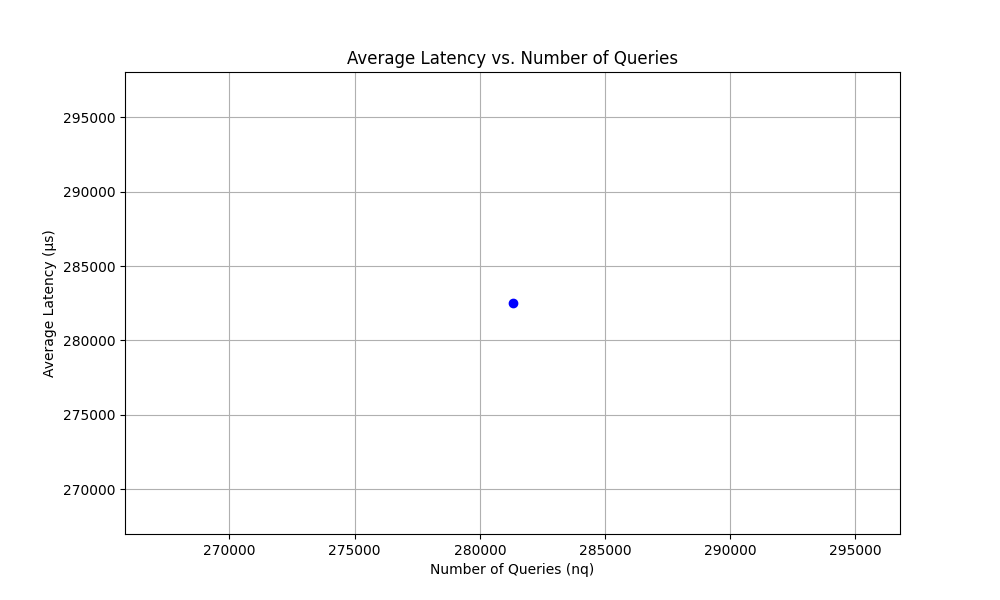 Average Latency vs. Number of Queries
295000
290000
285000
280000
275000
270000
Average Latency (µs)
270000 275000 280000 285000 290000 295000
Number of Queries (nq)